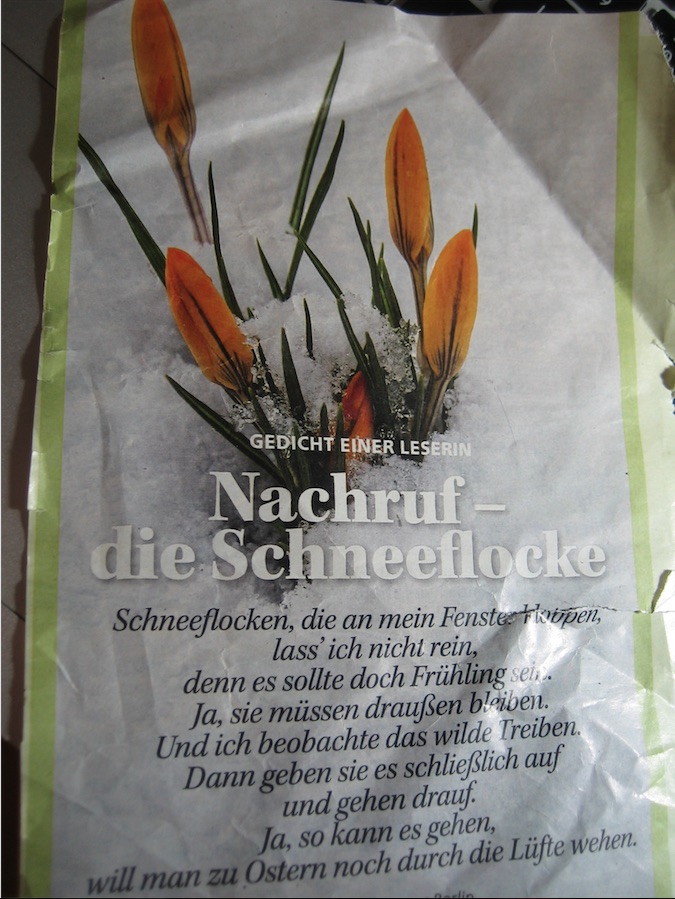 GEDICHT EINER LESERIN
Nachruf –
die Schneeflocke
Schneeflocken, die an mein Fenster
lass' ich nicht rein,
denn es sollte doch Frühling sein.
Ja, sie müssen draußen bleiben.
Und ich beobachte das wilde Treiben.
Dann geben sie es schließlich auf
und gehen drauf.
Ja, so kann es gehen,
will man zu Ostern noch durch die Lüfte wehen.
Berlin